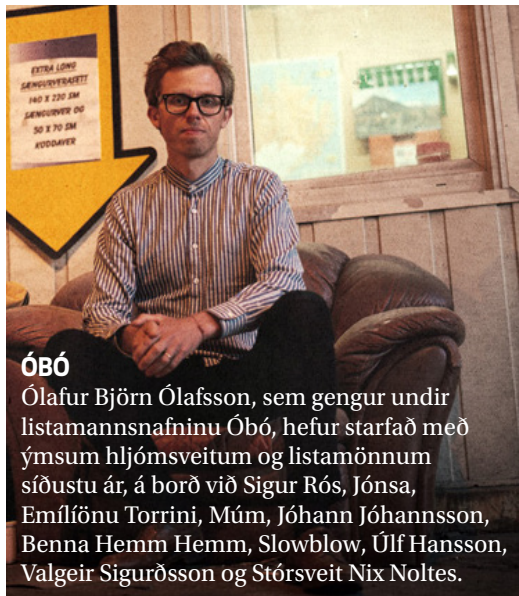 EXTRA LONG
SÆNGURVERASETT
140 X 220 SM
SÆNGURVER OG
50 X 70 SM
KODDAVER
ÓBÓ
Ólafur Björn Ólafsson, sem gengur undir
listamannsnafninu Óbó, hefur starfað með
ýmsum hljómsveitum og listamönnum
síðustu ár, á borð við Sigur Rós, Jónsa,
Emílíönu Torrini, Múm, Jóhann Jóhannsson,
Benna Hemm Hemm, Slowblow, Úlf Hansson,
Valgeir Sigurðsson og Stórsveit Nix Noltes.